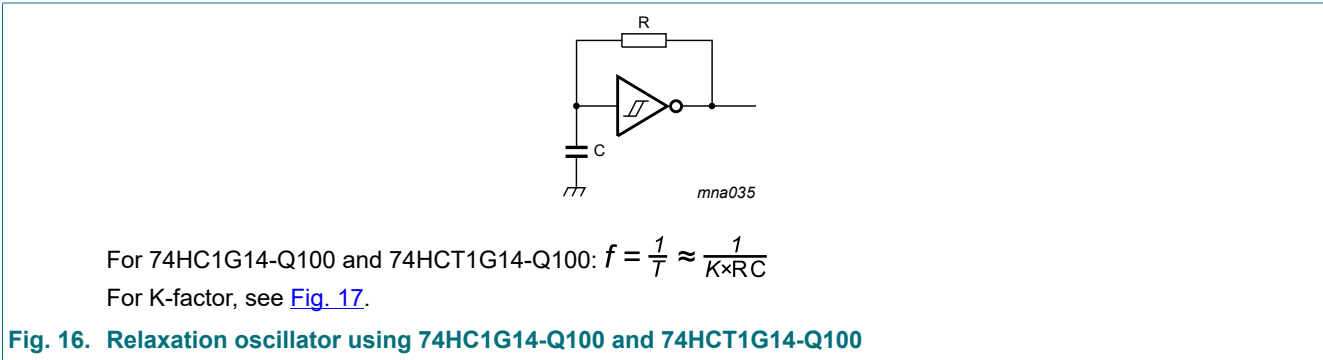 R
C
mna035
For 74HC1G14-Q100 and 74HCT1G14-Q100: f = 1/T ≈ 1/K×RC
For K-factor, see Fig. 17.
Fig. 16. Relaxation oscillator using 74HC1G14-Q100 and 74HCT1G14-Q100